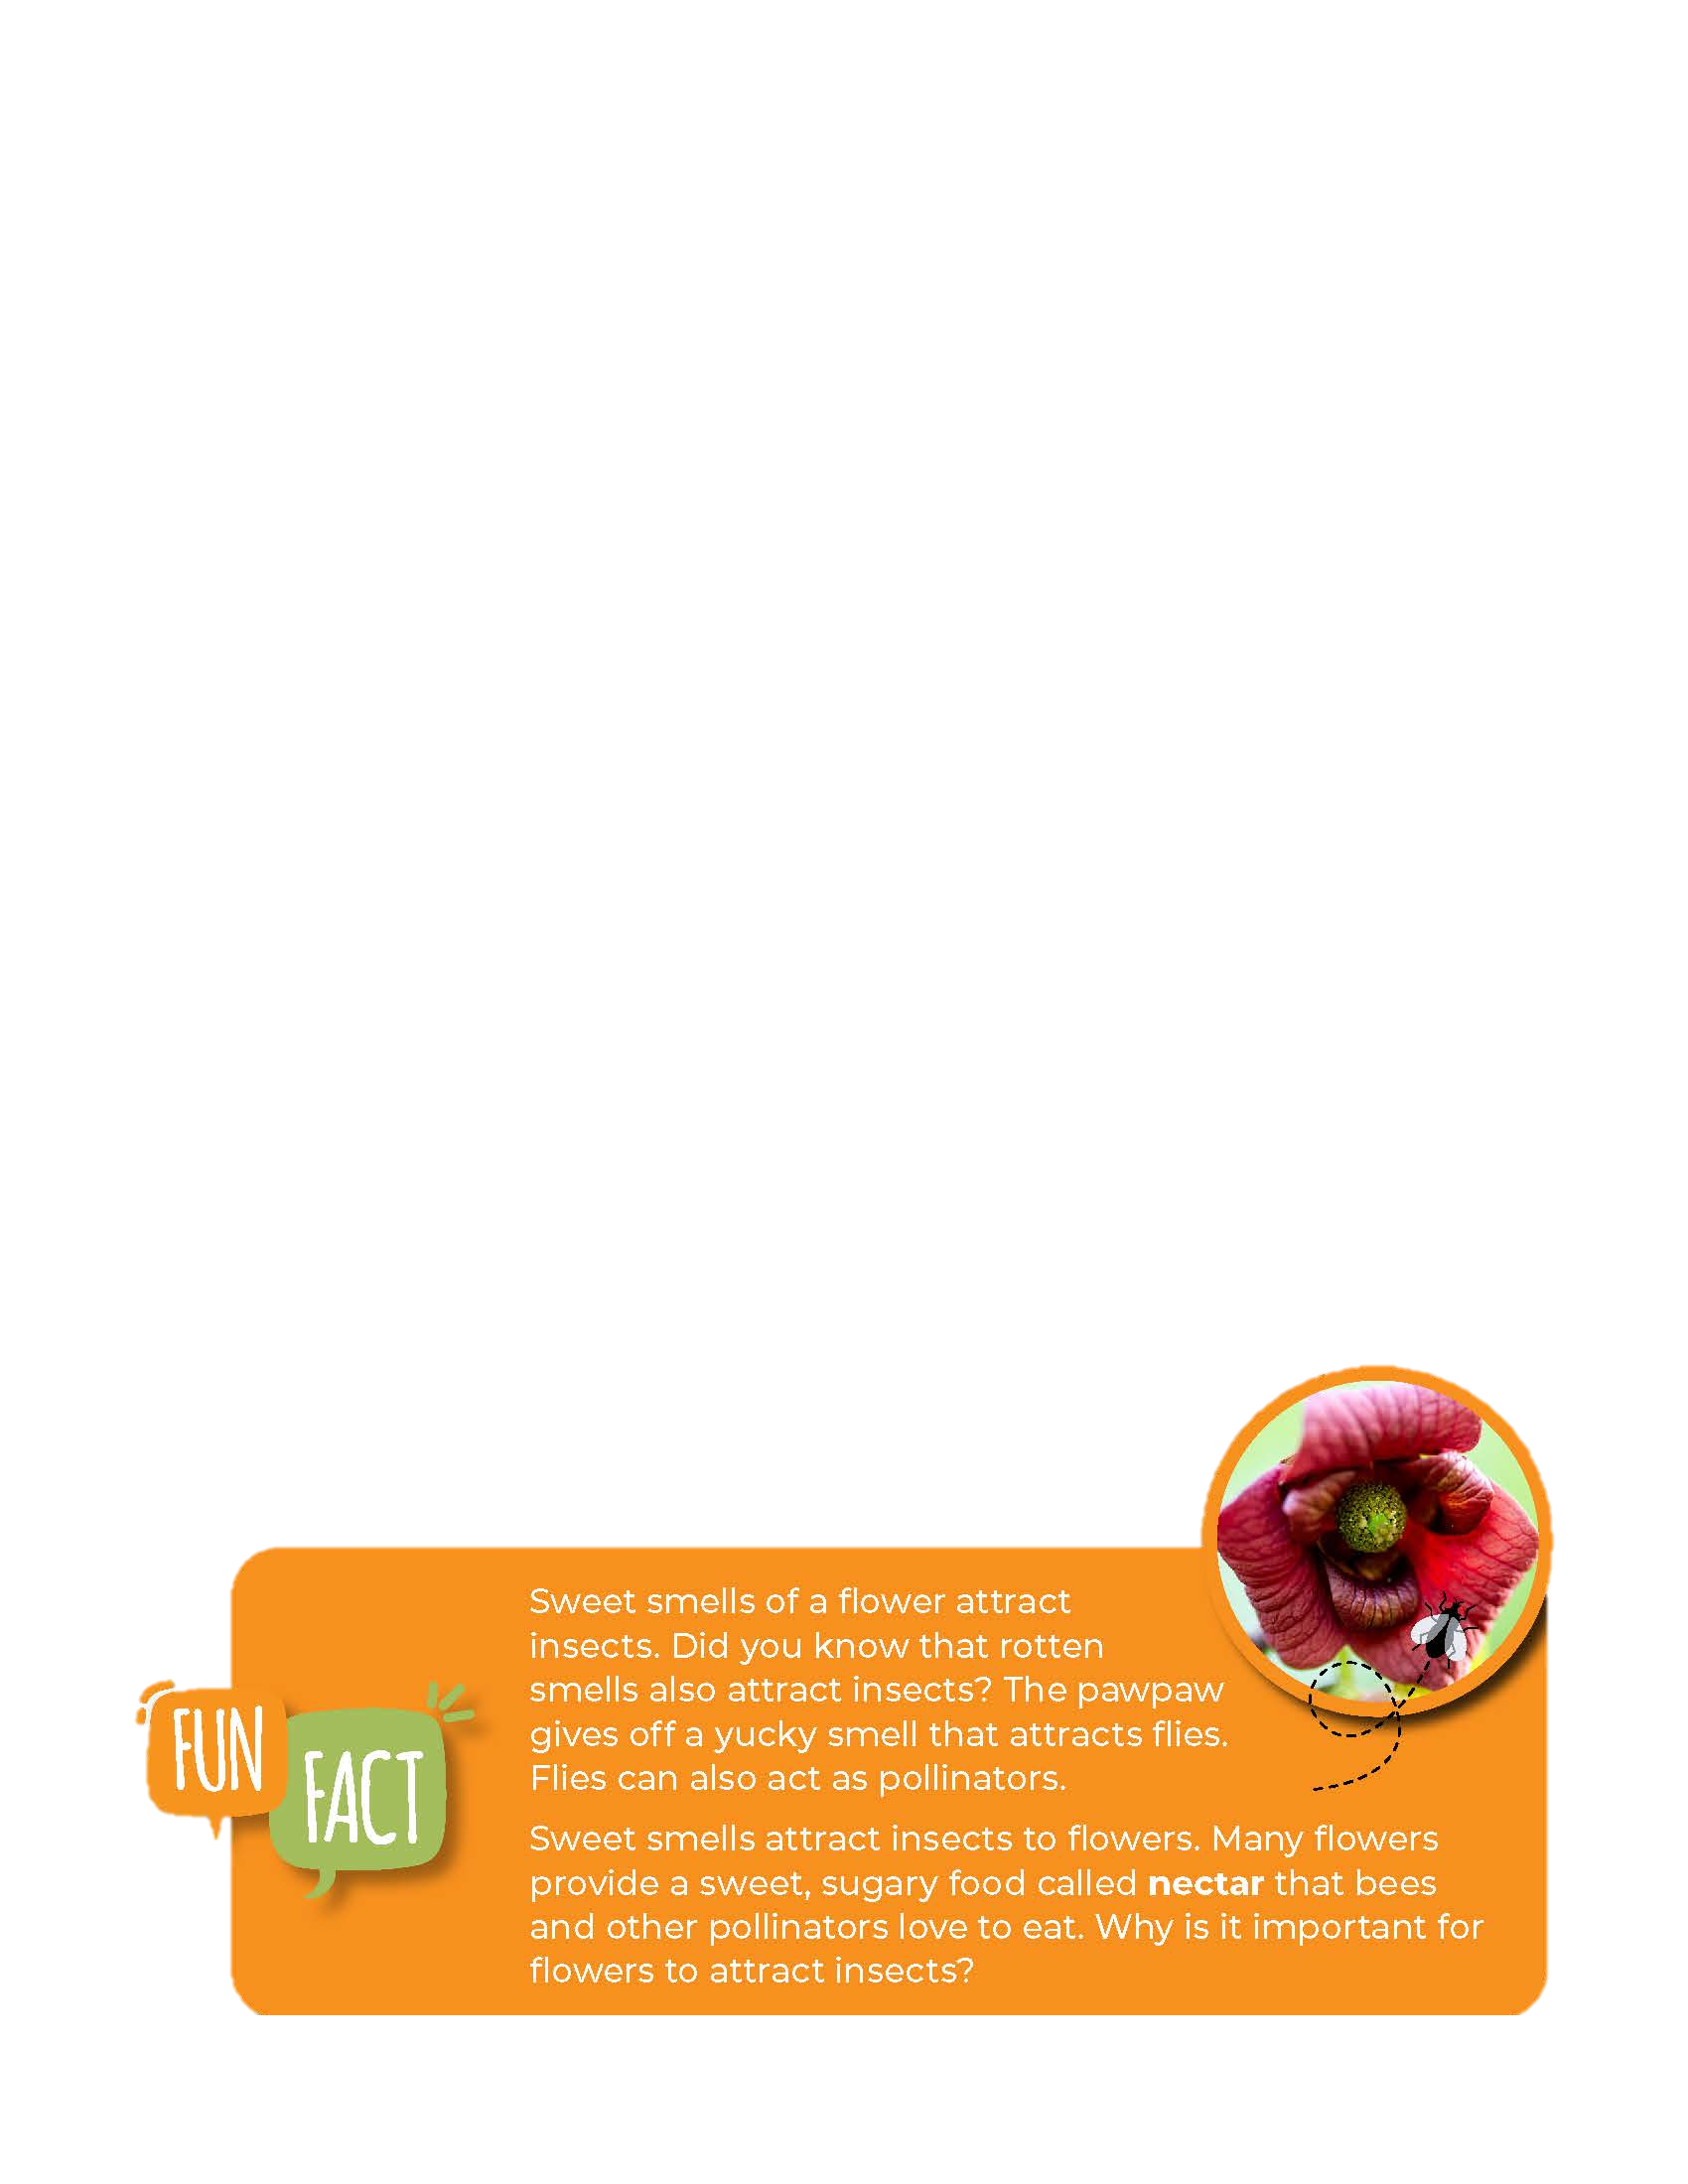 FUN
FACT
Sweet smells of a flower attract
insects. Did you know that rotten
smells also attract insects? The pawpaw
gives off a yucky smell that attracts flies.
Flies can also act as pollinators.
Sweet smells attract insects to flowers. Many flowers
provide a sweet, sugary food called nectar that bees
and other pollinators love to eat. Why is it important for
flowers to attract insects?